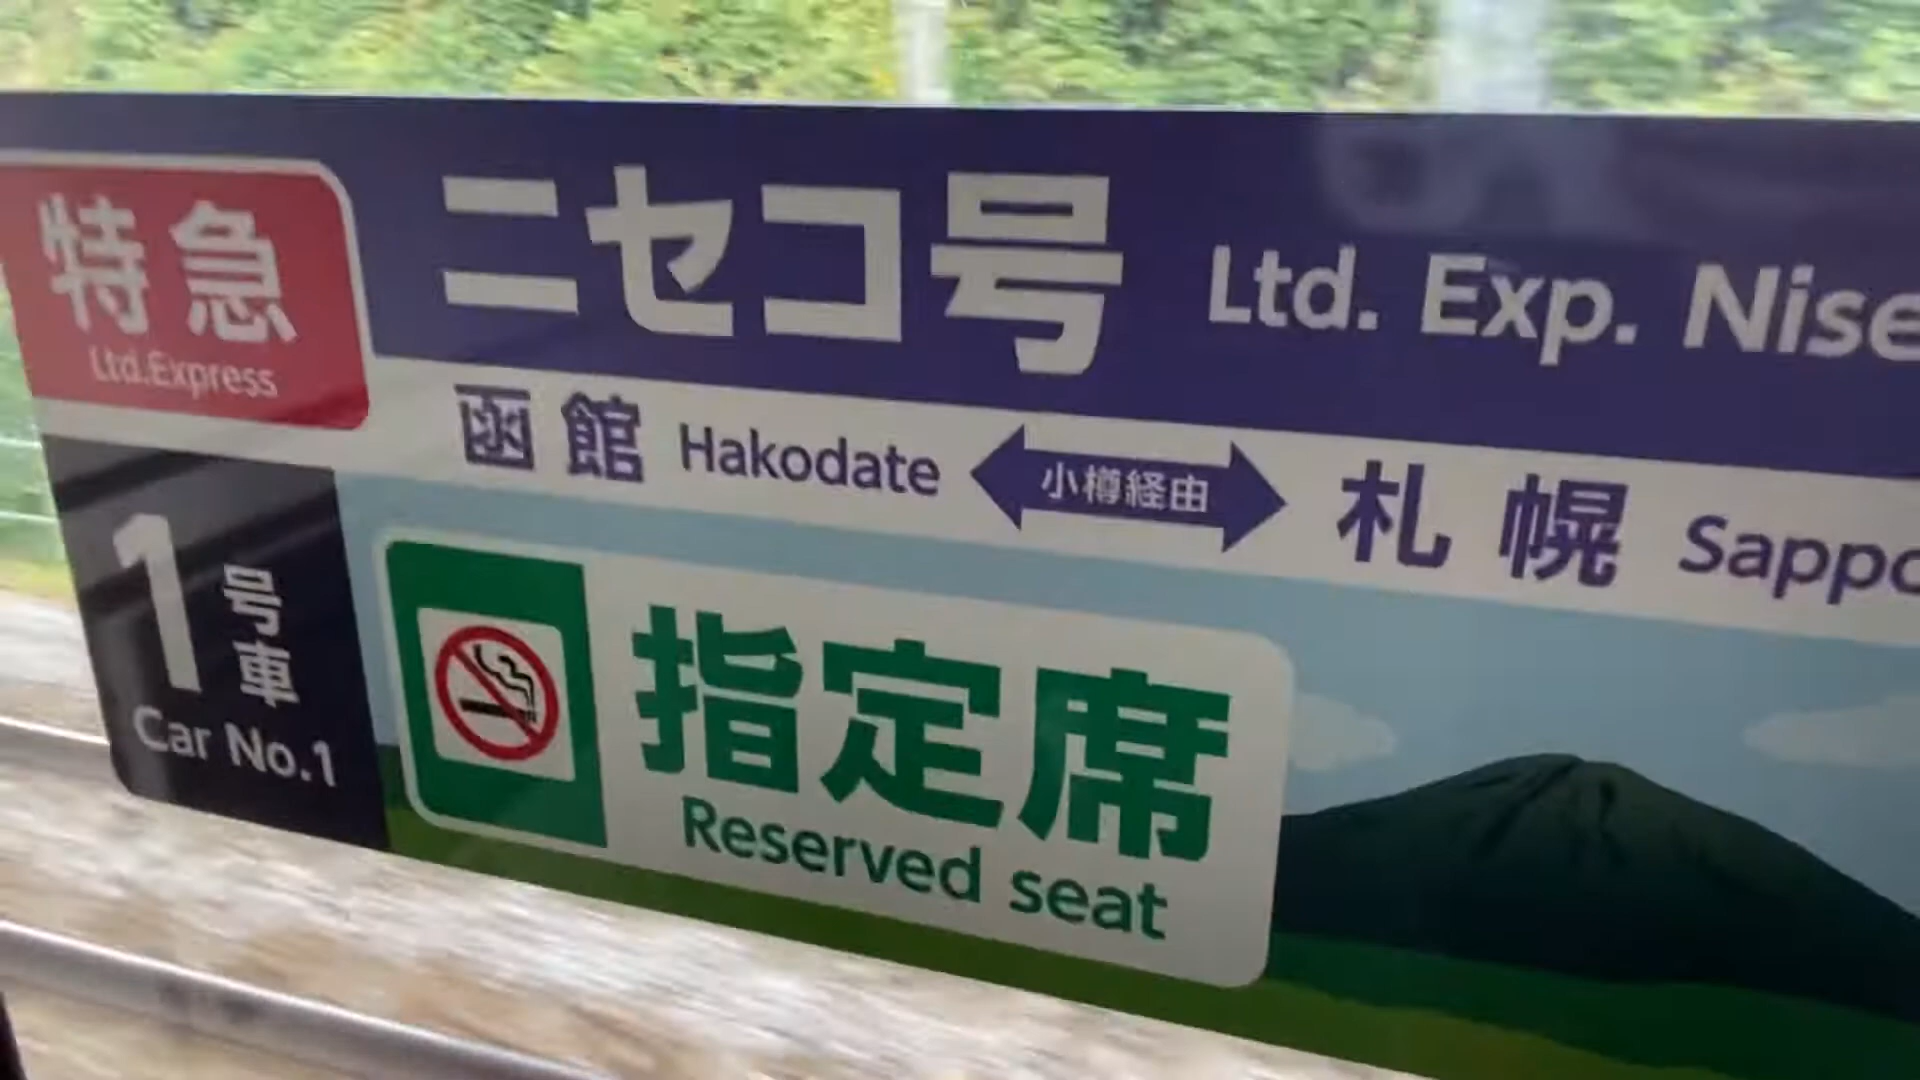 特急
Ltd.Express
ニセコ号 Ltd. Exp. Nise
函館 Hakodate 小樽経由 札幌 Sappo
1号車
Car No.1
指定席
Reserved seat